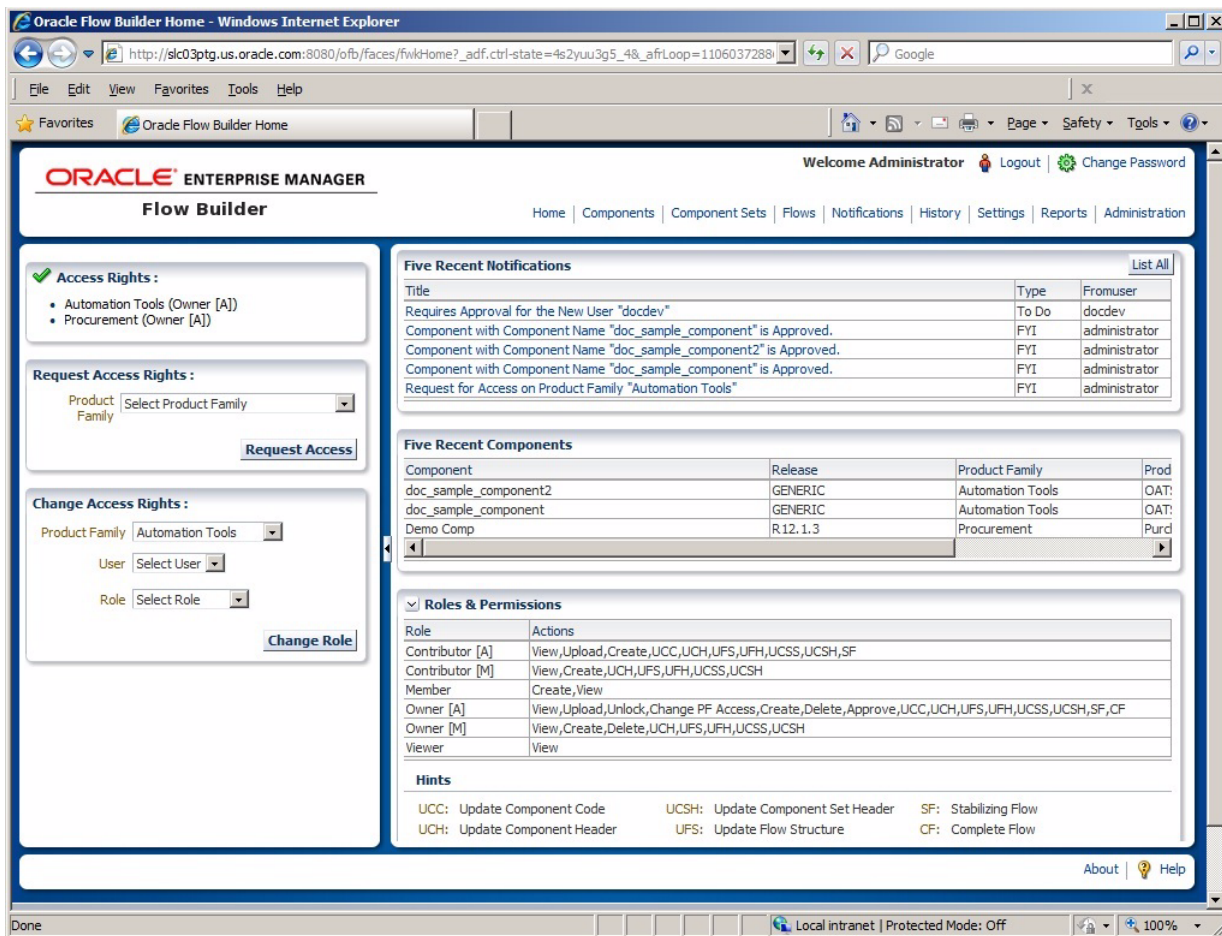 Oracle Flow Builder Home - Windows Internet Explorer
http://slc03ptg.us.oracle.com:8080/ofb/faces/fwkHome?_adf.ctrl-state=4s2yuu3g5_4&_afrLoop=1106037288
Google
File Edit View Favorites Tools Help
x
Favorites Oracle Flow Builder Home Page Safety Tools
ORACLE ENTERPRISE MANAGER
Flow Builder
Welcome Administrator Logout | Change Password
Home | Components | Component Sets | Flows | Notifications | History | Settings | Reports | Administration
Access Rights :
• Automation Tools (Owner [A])
• Procurement (Owner [A])
Request Access Rights :
Product Family Select Product Family
Request Access
Change Access Rights :
Product Family Automation Tools
User Select User
Role Select Role
Change Role
Five Recent Notifications List All
Title Type Fromuser
Requires Approval for the New User "docdev" To Do docdev
Component with Component Name "doc_sample_component" is Approved. FYI administrator
Component with Component Name "doc_sample_component2" is Approved. FYI administrator
Component with Component Name "doc_sample_component" is Approved. FYI administrator
Request for Access on Product Family "Automation Tools" FYI administrator
Five Recent Components
Component Release Product Family Prod
doc_sample_component2 GENERIC Automation Tools OATS
doc_sample_component GENERIC Automation Tools OATS
Demo Comp R12.1.3 Procurement
Roles & Permissions
Role Actions
Contributor [A] View,Upload,Create,UCC,UCH,UFS,UFH,UCSS,UCSH,SF
Contributor [M] View,Create,UCH,UFS,UFH,UCSS,UCSH
Member Create,View
Owner [A] View,Upload,Unlock,Change PF Access,Create,Delete,Approve,UCC,UCH,UFS,UFH,UCSS,UCSH,SF,CF
Owner [M] View,Create,Delete,UCH,UFS,UFH,UCSS,UCSH
Viewer View
Hints
UCC: Update Component Code UCSH: Update Component Set Header SF: Stabilizing Flow
UCH: Update Component Header UFS: Update Flow Structure CF: Complete Flow
About | Help
Done Local intranet | Protected Mode: Off 100%